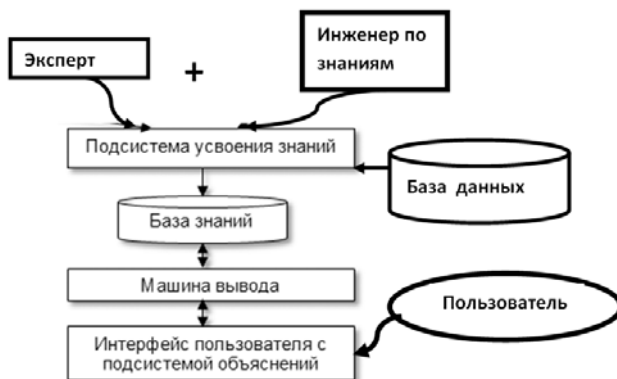 Эксперт
+
Инженер по
знаниям
Подсистема усвоения знаний
База данных
База знаний
Машина вывода
Пользователь
Интерфейс пользователя с
подсистемой объяснений